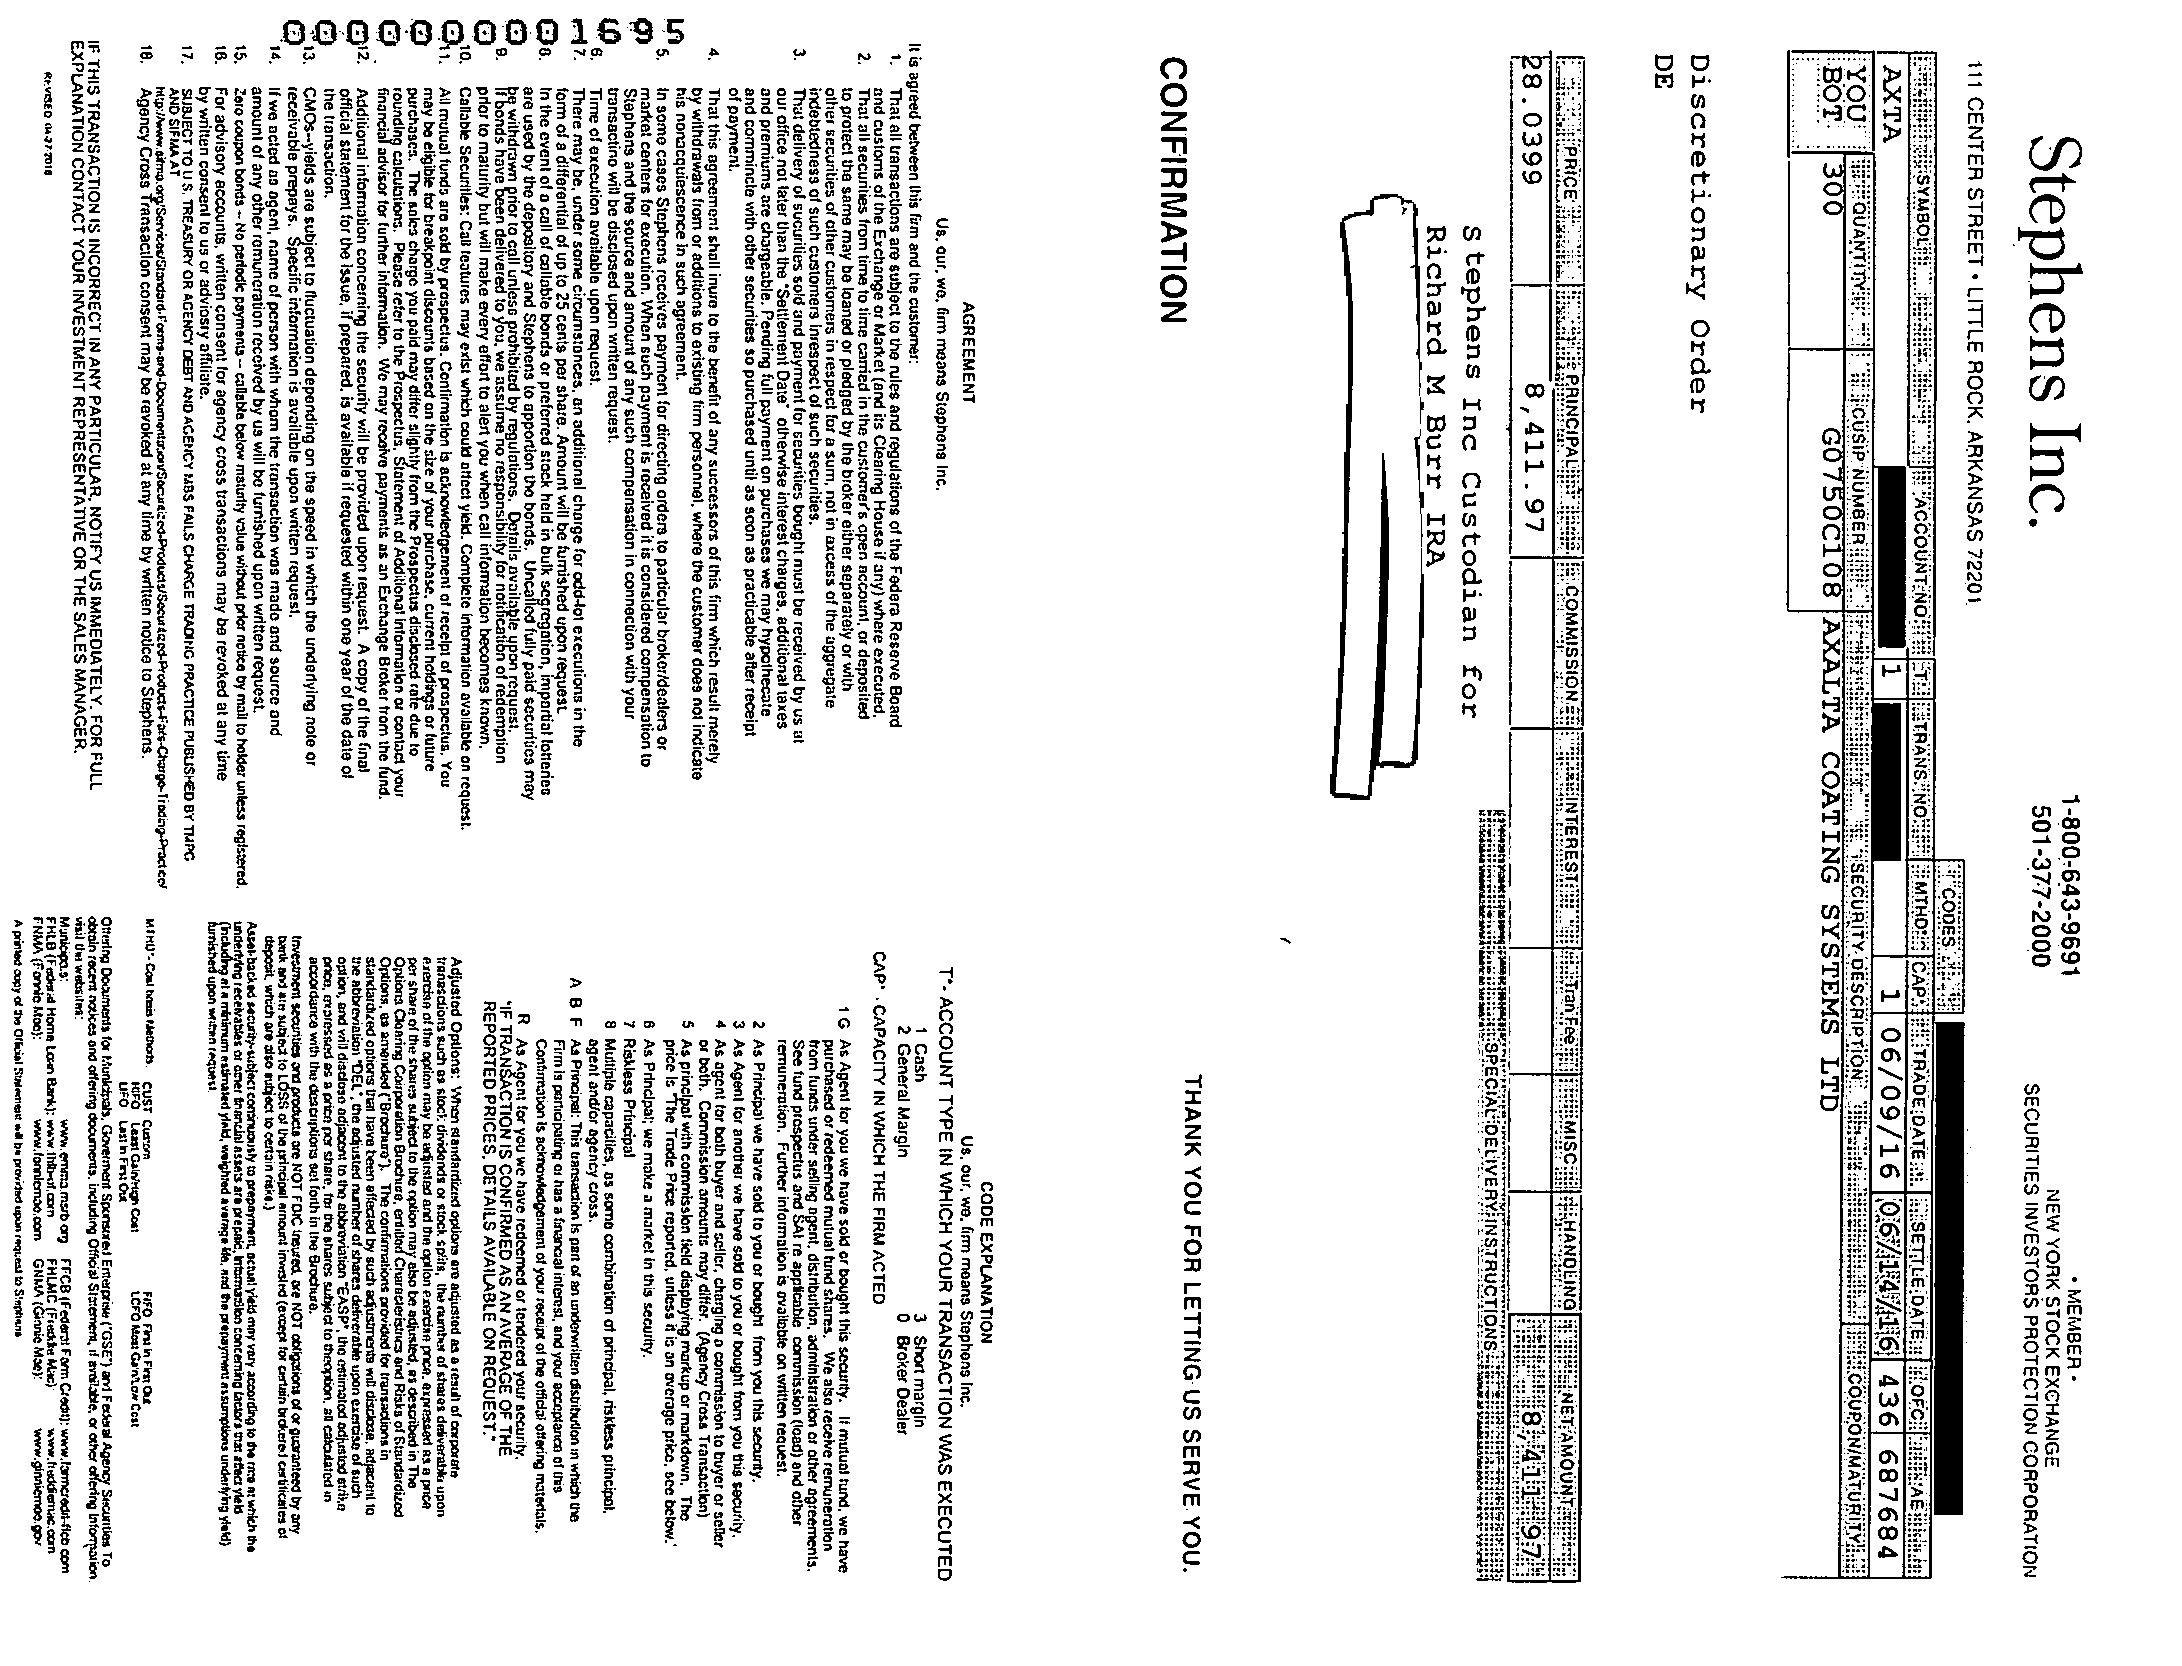 Stephens Inc.
111 CENTER STREET • LITTLE ROCK, ARKANSAS 72201
1-800-643-9691
501-377-2000
• MEMBER •
NEW YORK STOCK EXCHANGE
SECURITIES INVESTORS PROTECTION CORPORATION
CODES
SYMBOL ACCOUNT NO. T TRANS. NO MTHD CAP TRADE DATE SETTLE DATE OFC AE
AXTA 1 1 06/09/16 06/14/16 436 687684
YOU BOT
QUANTITY CUSIP NUMBER SECURITY DESCRIPTION COUPON/MATURITY
300 G0750C108 AXALTA COATING SYSTEMS LTD
Discretionary Order
DE
PRICE PRINCIPAL COMMISSION INTEREST Tran Fee MISC HANDLING NET AMOUNT
28.0399 8,411.97 8,411.97
SPECIAL DELIVERY INSTRUCTIONS
Stephens Inc Custodian for
Richard M Burr IRA
CONFIRMATION
THANK YOU FOR LETTING US SERVE YOU.
AGREEMENT
Us, our, we, firm means Stephens Inc.
It is agreed between this firm and the customer:
1. That all transactions are subject to the rules and regulations of the Federa Reserve Board
and customs of the Exchange or Market (and its Clearing House if any) where executed.
2. That all securities from time to time carried in the customer's open account, or deposited
to protect the same may be loaned or pledged by the broker either separately or with
other securities of other customers in respect for a sum, not in excess of the aggregate
indebtedness of such customers irrespect of such securities.
3. That delivery of securities sold and payment for securities bought must be received by us at
our office not later than the "Settlement Date" otherwise interest charges, additional taxes
and premiums are chargeable. Pending full payment on purchases we may hypothecate
and commincle with other securities so purchased until as soon as practicable after receipt
of payment.
4. That this agreement shall inure to the benefit of any successors of this firm which result merely
by withdrawals from or additions to existing firm personnel, where the customer does not indicate
his nonacquiescence in such agreement.
5. In some cases Stephens receives payment for directing orders to particular broker/dealers or
market centers for execution. When such payment is received it is considered compensation to
Stephens and the source and amount of any such compensation in connection with your
transacting will be disclosed upon written request.
6. Time of execution available upon request.
7. There may be, under some circumstances, an additional charge for odd-lot executions in the
form of a differential of up to 25 cents per share. Amount will be furnished upon request.
8. In the event of a call of callable bonds or preferred stock held in bulk segregation, impartial lotteries
are used by the depository and Stephens to apportion the bonds. Uncalled fully paid securities may
be withdrawn prior to call unless prohibited by regulations. Details available upon request.
9. If bonds have been delivered to you, we assume no responsibility for notification of redemption
prior to maturity but will make every effort to alert you when call information becomes known.
10. Callable Securities: Call features may exist which could affect yield. Complete information available on request.
11. All mutual funds are sold by prospectus. Confirmation is acknowledgement of receipt of prospectus. You
may be eligible for breakpoint discounts based on the size of your purchase, current holdings or future
purchases. The sales charge you paid may differ slightly from the Prospectus disclosed rate due to
rounding calculations. Please refer to the Prospectus, Statement of Additional Information or contact your
financial advisor for further information. We may receive payments as an Exchange Broker from the fund.
12. Additional information concerning the security will be provided upon request. A copy of the final
official statement for the issue, if prepared, is available if requested within one year of the date of
the transaction.
13. CMOs--yields are subject to fluctuation depending on the speed in which the underlying note or
receivable prepays. Specific information is available upon written request.
14. If we acted as agent, name of person with whom the transaction was made and source and
amount of any other remuneration received by us will be furnished upon written request.
15. Zero coupon bonds -- No periodic payments -- callable below maturity value without prior notice by mail to holder unless registered.
16. For advisory accounts, written consent for agency cross transactions may be revoked at any time
by written consent to us or adviosry affiliate.
17. SUBJECT TO U.S. TREASURY OR AGENCY DEBT AND AGENCY MBS FAILS CHARGE TRADING PRACTICE PUBLISHED BY TMPG
AND SIFMA AT
http://www.sifma.org/Services/Standard-Forms-and-Documentation/Securitized-Products/Securitized-Products-Fails-Charge-Trading-Practice/
18. Agency Cross Transaction consent may be revoked at any time by written notice to Stephens.
IF THIS TRANSACTION IS INCORRECT IN ANY PARTICULAR, NOTIFY US IMMEDIATELY. FOR FULL
EXPLANATION CONTACT YOUR INVESTMENT REPRESENTATIVE OR THE SALES MANAGER.
REVISED 04-27-2016
CODE EXPLANATION
Us, our, we, firm means Stephens Inc.
T* - ACCOUNT TYPE IN WHICH YOUR TRANSACTION WAS EXECUTED
1 Cash 3 Short margin
2 General Margin 0 Broker Dealer
CAP* - CAPACITY IN WHICH THE FIRM ACTED
1 G As Agent for you we have sold or bought this security. If mutual fund, we have
purchased or redeemed mutual fund shares. We also receive remuneration
from funds under selling agent, distribution, administration or other agreements.
See fund prospectus and SAI re applicable commission (load) and other
remuneration. Further information is available on written request.
2 As Principal we have sold to you or bought from you this security.
3 As Agent for another we have sold to you or bought from you this security.
4 As agent for both buyer and seller, charging a commission to buyer or seller
or both. Commission amounts may differ. (Agency Cross Transaction)
5 As principal with commission field displaying markup or markdown. The
price is "The Trade Price reported, unless it is an average price, see below."
6 As Principal; we make a market in this security.
7 Riskless Principal
8 Multiple capacities, as some combination of principal, riskless principal,
agent and/or agency cross.
A B F As Principal: This transaction is part of an underwritten distribution in which the
Firm is participating or has a financial interest, and your acceptance of this
Confirmation is acknowledgement of your receipt of the official offering materials.
R As Agent for you we have redeemed or tendered your security.
"IF TRANSACTION IS CONFIRMED AS AN AVERAGE OF THE
REPORTED PRICES, DETAILS AVAILABLE ON REQUEST."
Adjusted Options: When standardized options are adjusted as a result of corporate
transactions such as stock dividends or stock splits, the number of shares deliverable upon
exercise of the option may be adjusted and the option exercise price, expressed as a price
per share of the shares subject to the option may also be adjusted, as described in The
Options Clearing Corporation Brochure, entitled Characteristics and Risks of Standardized
Options, as amended ("Brochure"). The confirmations provided for transactions in
standardized options that have been affected by such adjustments will disclose, adjacent to
the abbreviation "DEL", the adjusted number of shares deliverable upon exercise of such
option, and will disclose adjacent to the abbreviation "EASP", the estimated adjusted strike
price, expressed as a price per share, for the shares subject to theoption, all calculated in
accordance with the descriptions set forth in the Brochure.
Investment securities and products are NOT FDIC Insured, are NOT obligations of or guaranteed by any
bank and are subject to LOSS of the principal amount invested (except for certain brokered certificates of
deposit, which are also subject to certain risks.)
Asset-backed security-subject continuously to prepayment, actual yield may vary according to the rate at which the
underlying receivables or other financial assets are prepaid, information concerning factors that affect yield
(including at a minimum estimated yield, weighted average life, and the prepayment assumptions underlying yield)
furnished upon written request
MTHD* - Cost basis Methods CUST Custom FIFO First in First Out
HIFO Least Gain/High Cost LCFO Most Gain/Low Cost
LIFO Last in First Out
Offering Documents for Municipals, Government Sponsored Enterprise ("GSE") and Federal Agency Securities To
obtain recent notices and offering documents, including Official Statement, if available, or other offering information,
visit the websites:
Municipals: www.emma.msrb.org FFCB (Federal Farm Credit): www.farmcredit-ffcb.com
FHLB (Federal Home Loan Bank): www.fhlb-of.com FHLMC (Freddie Mac) www.freddiemac.com
FNMA (Fannie Mae): www.fanniemae.com GNMA (Ginnie Mae): www.ginniemae.gov
A printed copy of the Official Statement will be provided upon request to Stephens
0000000001695